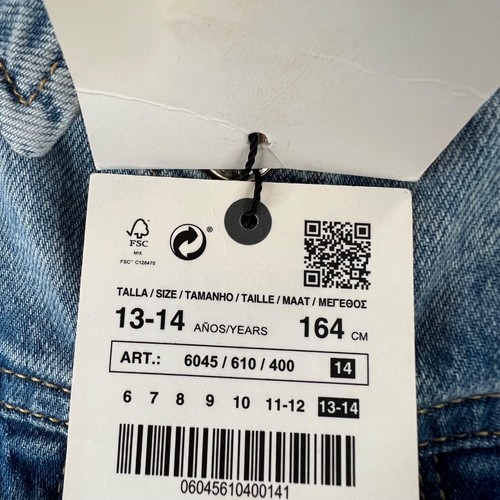 FSC
MIX
FSC™ C126470
®
TALLA / SIZE / TAMANHO / TAILLE / MAAT / ΜΕΓΕΘΟΣ
13-14 AÑOS/YEARS 164 CM
ART.: 6045 / 610 / 400 14
6 7 8 9 10 11-12 13-14
06045610400141